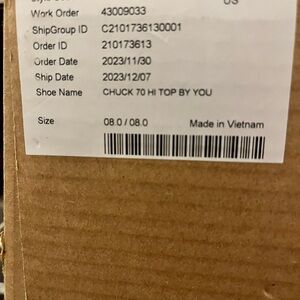 US
Work Order 43009033
ShipGroup ID C2101736130001
Order ID 210173613
Order Date 2023/11/30
Ship Date 2023/12/07
Shoe Name CHUCK 70 HI TOP BY YOU
Size 08.0 / 08.0 Made in Vietnam